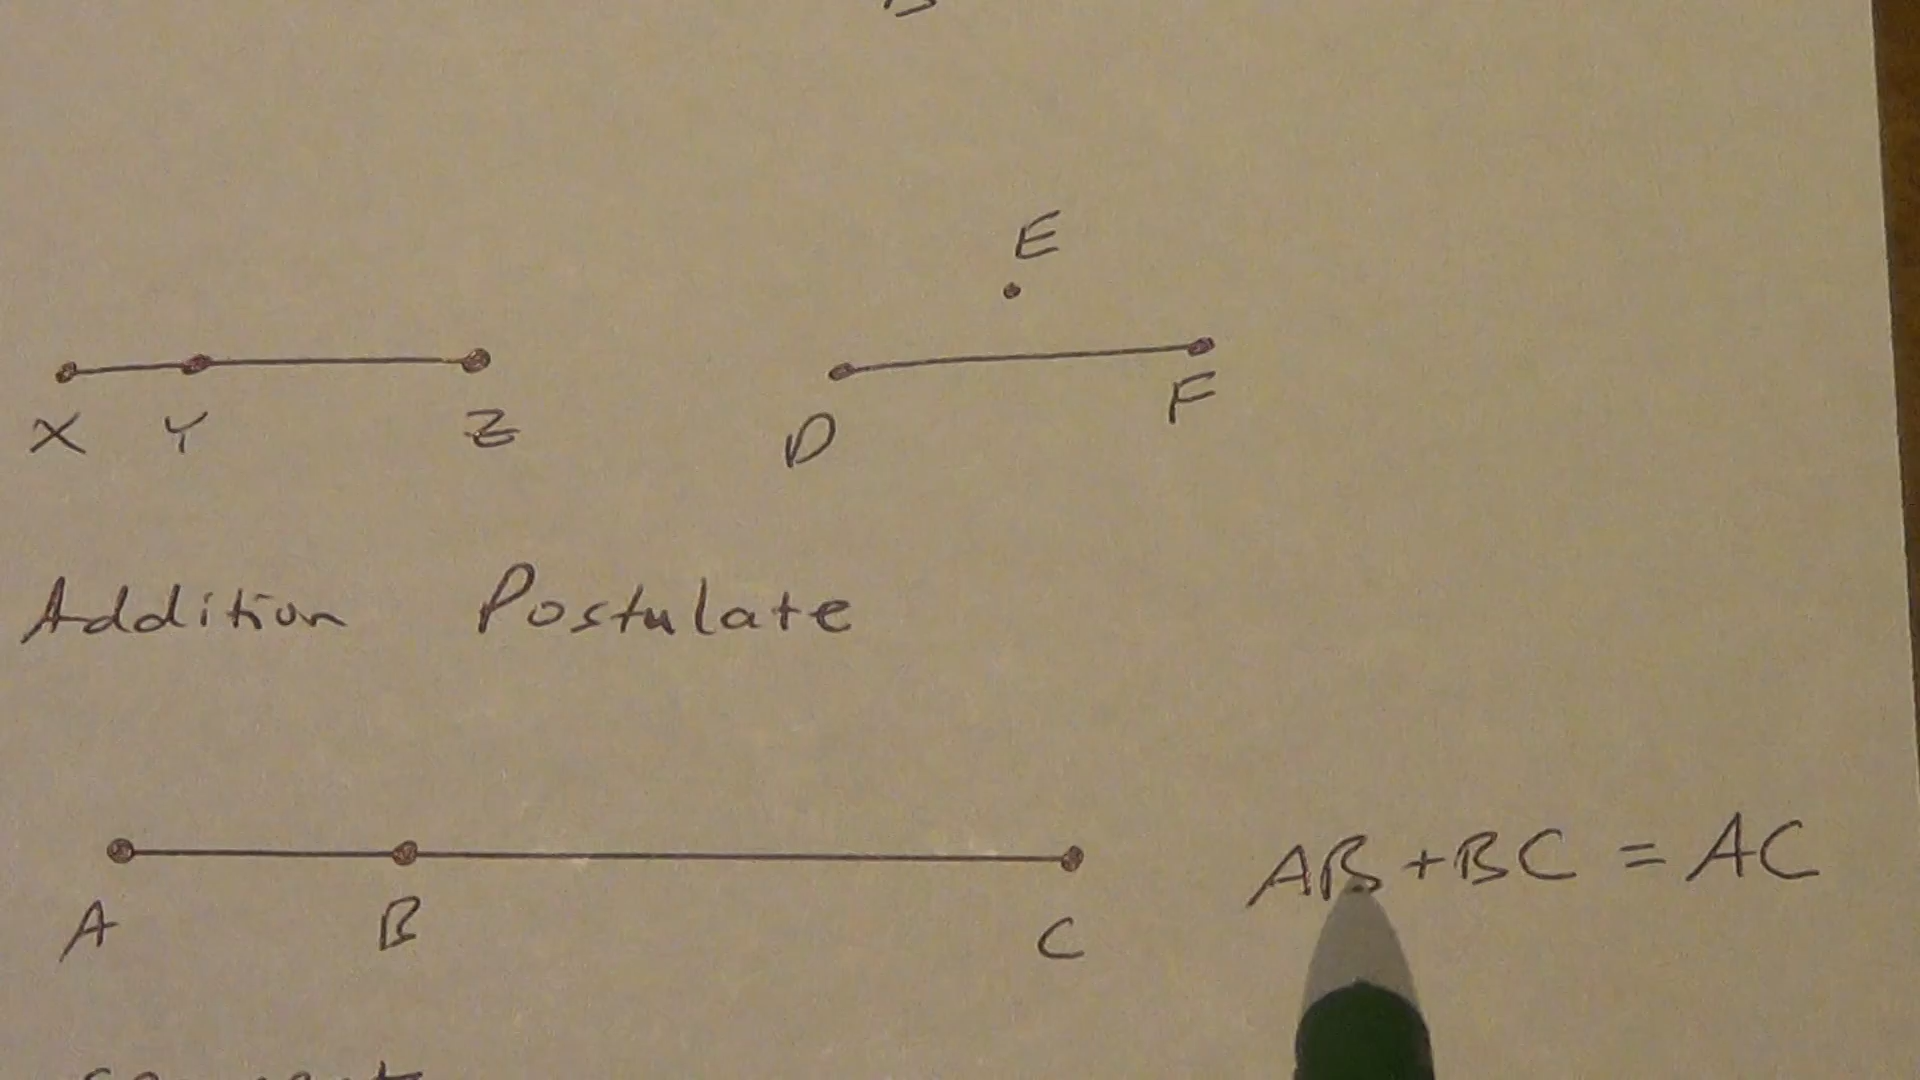 E
X Y Z
D F
Addition Postulate
A B C
AB + BC = AC